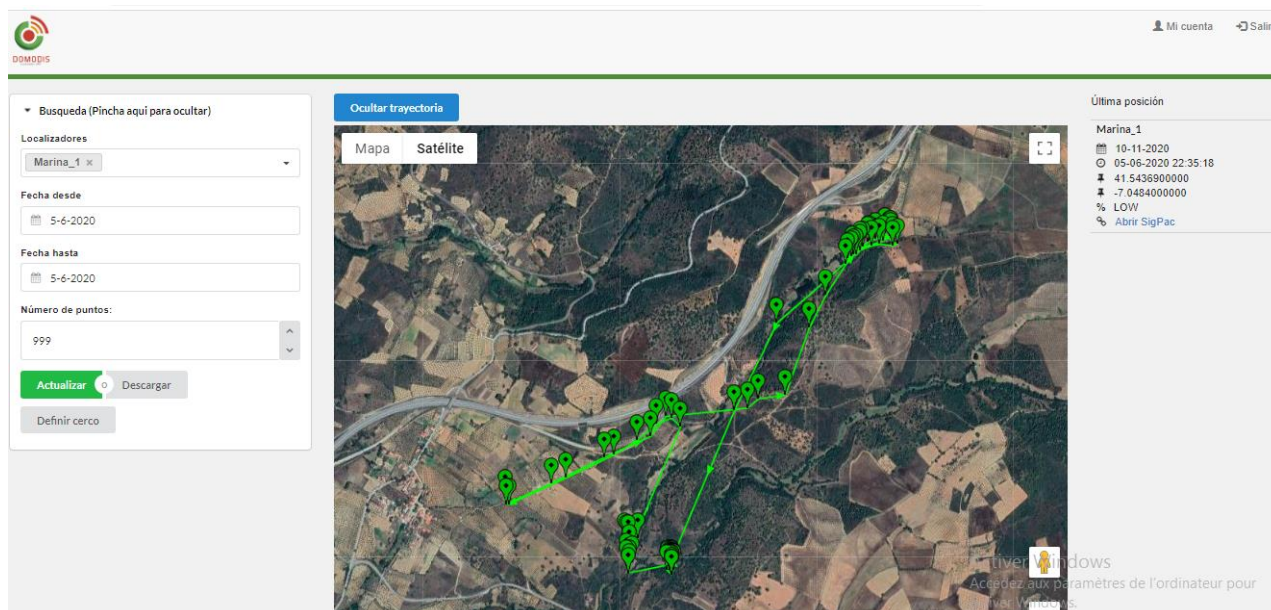 DOMODIS
Mi cuenta
Salir
Busqueda (Pincha aqui para ocultar)
Localizadores
Marina_1 ×
Fecha desde
5-6-2020
Fecha hasta
5-6-2020
Número de puntos:
999
Actualizar o Descargar
Definir cerco
Ocultar trayectoria
Mapa Satélite
Última posición
Marina_1
10-11-2020
05-06-2020 22:35:18
41.5436900000
-7.0484000000
% LOW
Abrir SigPac
Activer Windows
Accédez aux paramètres de l'ordinateur pour
activer Windows.